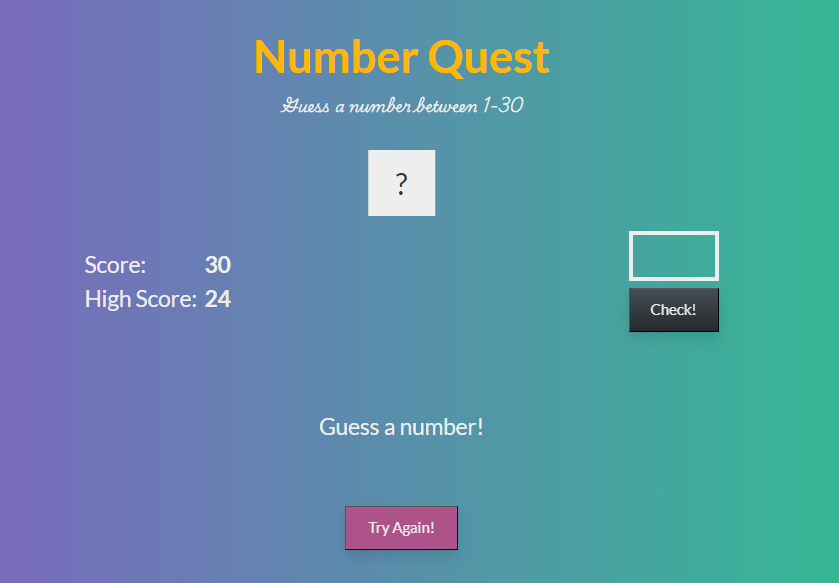 Number Quest
Guess a number between 1-30
?
Score: 30
High Score: 24
Check!
Guess a number!
Try Again!